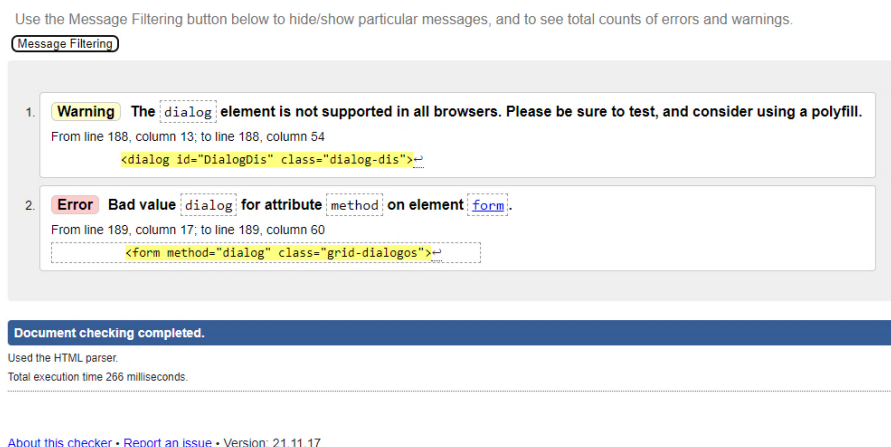 Use the Message Filtering button below to hide/show particular messages, and to see total counts of errors and warnings.
Message Filtering
1. Warning The dialog element is not supported in all browsers. Please be sure to test, and consider using a polyfill.
From line 188, column 13; to line 188, column 54
<dialog id="DialogDis" class="dialog-dis">↩
2. Error Bad value dialog for attribute method on element form.
From line 189, column 17; to line 189, column 60
<form method="dialog" class="grid-dialogos">↩
Document checking completed.
Used the HTML parser.
Total execution time 266 milliseconds.
About this checker • Report an issue • Version: 21.11.17